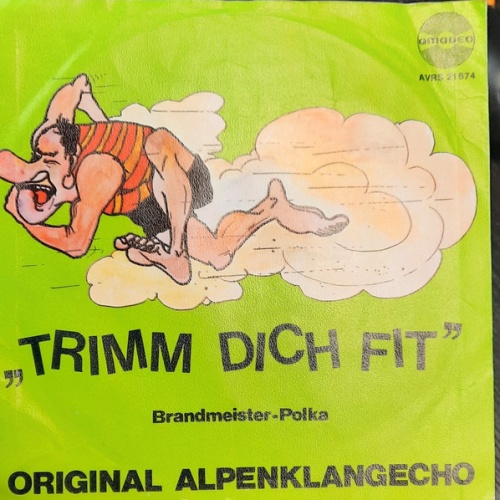 amadeo
AVRS 21674
„TRIMM DICH FIT”
Brandmeister-Polka
ORIGINAL ALPENKLANGECHO